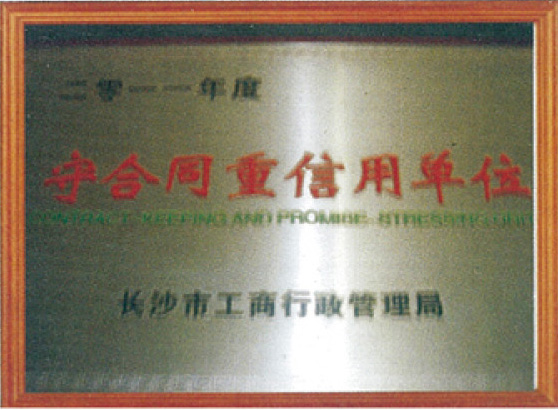 二零一一年度
守合同重信用单位
CONTRACT KEEPING AND PROMISE STRESSING UNIT
长沙市工商行政管理局